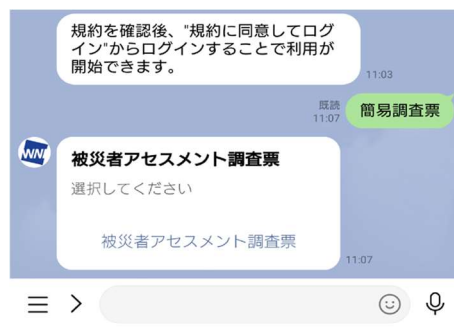 規約を確認後、"規約に同意してログ
イン"からログインすることで利用が
開始できます。
11:03
既読
11:07
簡易調査票
WNI
被災者アセスメント調査票
選択してください
被災者アセスメント調査票
11:07